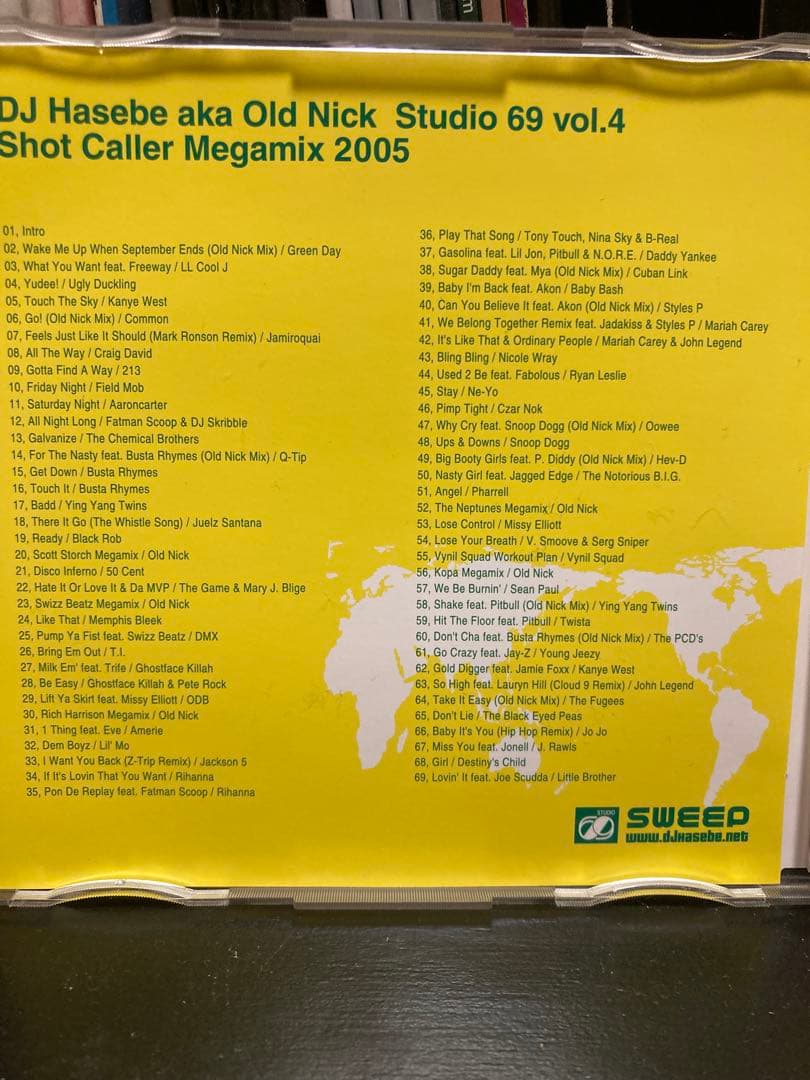 DJ Hasebe aka Old Nick Studio 69 vol.4
Shot Caller Megamix 2005
01, Intro
02, Wake Me Up When September Ends (Old Nick Mix) / Green Day
03, What You Want feat. Freeway / LL Cool J
04, Yudee! / Ugly Duckling
05, Touch The Sky / Kanye West
06, Go! (Old Nick Mix) / Common
07, Feels Just Like It Should (Mark Ronson Remix) / Jamiroquai
08, All The Way / Craig David
09, Gotta Find A Way / 213
10, Friday Night / Field Mob
11, Saturday Night / Aaroncarter
12, All Night Long / Fatman Scoop & DJ Skribble
13, Galvanize / The Chemical Brothers
14, For The Nasty feat. Busta Rhymes (Old Nick Mix) / Q-Tip
15, Get Down / Busta Rhymes
16, Touch It / Busta Rhymes
17, Badd / Ying Yang Twins
18, There It Go (The Whistle Song) / Juelz Santana
19, Ready / Black Rob
20, Scott Storch Megamix / Old Nick
21, Disco Inferno / 50 Cent
22, Hate It Or Love It & Da MVP / The Game & Mary J. Blige
23, Swizz Beatz Megamix / Old Nick
24, Like That / Memphis Bleek
25, Pump Ya Fist feat. Swizz Beatz / DMX
26, Bring Em Out / T.I.
27, Milk Em' feat. Trife / Ghostface Killah
28, Be Easy / Ghostface Killah & Pete Rock
29, Lift Ya Skirt feat. Missy Elliott / ODB
30, Rich Harrison Megamix / Old Nick
31, 1 Thing feat. Eve / Amerie
32, Dem Boyz / Lil' Mo
33, I Want You Back (Z-Trip Remix) / Jackson 5
34, If It's Lovin That You Want / Rihanna
35, Pon De Replay feat. Fatman Scoop / Rihanna
36, Play That Song / Tony Touch, Nina Sky & B-Real
37, Gasolina feat. Lil Jon, Pitbull & N.O.R.E. / Daddy Yankee
38, Sugar Daddy feat. Mya (Old Nick Mix) / Cuban Link
39, Baby I'm Back feat. Akon / Baby Bash
40, Can You Believe It feat. Akon (Old Nick Mix) / Styles P
41, We Belong Together Remix feat. Jadakiss & Styles P / Mariah Carey
42, It's Like That & Ordinary People / Mariah Carey & John Legend
43, Bling Bling / Nicole Wray
44, Used 2 Be feat. Fabolous / Ryan Leslie
45, Stay / Ne-Yo
46, Pimp Tight / Czar Nok
47, Why Cry feat. Snoop Dogg (Old Nick Mix) / Oowee
48, Ups & Downs / Snoop Dogg
49, Big Booty Girls feat. P. Diddy (Old Nick Mix) / Hev-D
50, Nasty Girl feat. Jagged Edge / The Notorious B.I.G.
51, Angel / Pharrell
52, The Neptunes Megamix / Old Nick
53, Lose Control / Missy Elliott
54, Lose Your Breath / V. Smoove & Serg Sniper
55, Vynil Squad Workout Plan / Vynil Squad
56, Kopa Megamix / Old Nick
57, We Be Burnin' / Sean Paul
58, Shake feat. Pitbull (Old Nick Mix) / Ying Yang Twins
59, Hit The Floor feat. Pitbull / Twista
60, Don't Cha feat. Busta Rhymes (Old Nick Mix) / The PCD's
61, Go Crazy feat. Jay-Z / Young Jeezy
62, Gold Digger feat. Jamie Foxx / Kanye West
63, So High feat. Lauryn Hill (Cloud 9 Remix) / John Legend
64, Take It Easy (Old Nick Mix) / The Fugees
65, Don't Lie / The Black Eyed Peas
66, Baby It's You (Hip Hop Remix) / Jo Jo
67, Miss You feat. Jonell / J. Rawls
68, Girl / Destiny's Child
69, Lovin' It feat. Joe Scudda / Little Brother
STUDIO
69
SWEEP
www.djHasebe.net